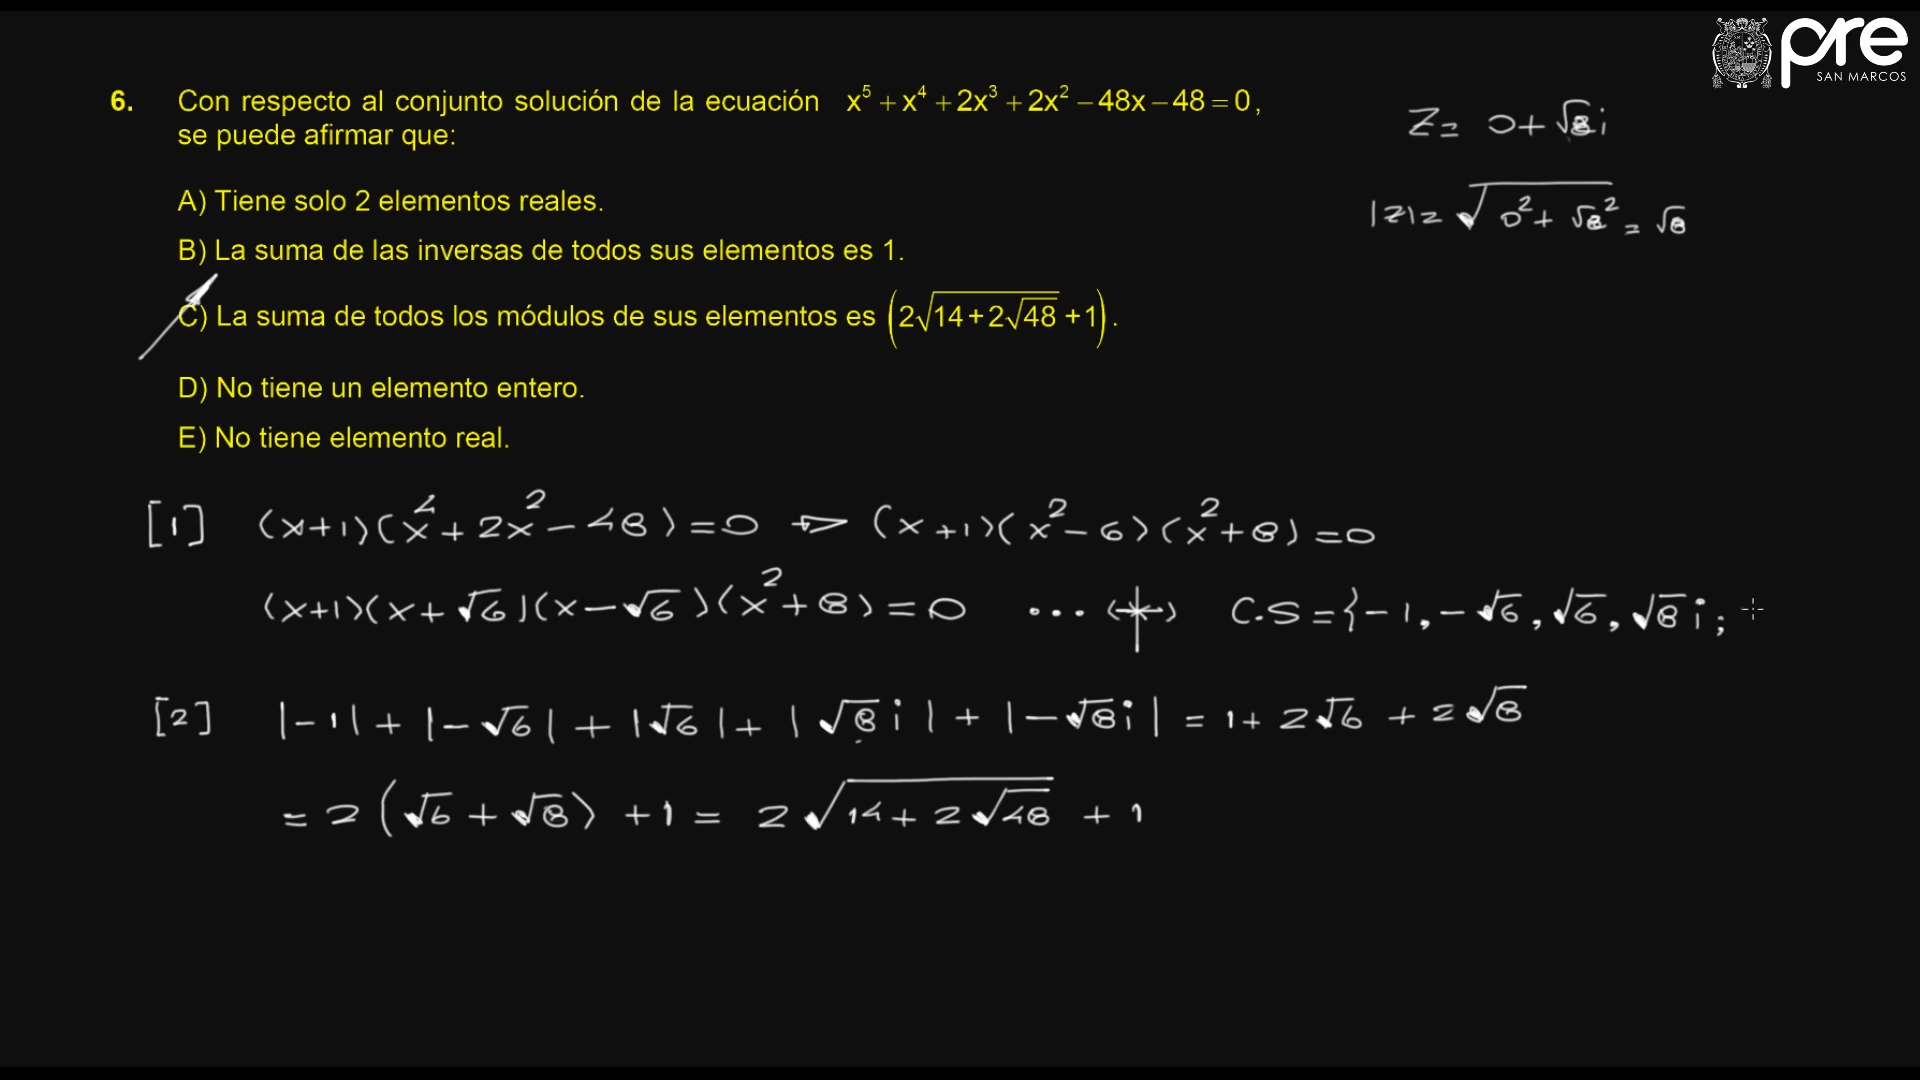 pre
SAN MARCOS
6. Con respecto al conjunto solución de la ecuación x⁵ + x⁴ + 2x³ + 2x² − 48x − 48 = 0,
se puede afirmar que:
A) Tiene solo 2 elementos reales.
B) La suma de las inversas de todos sus elementos es 1.
C) La suma de todos los módulos de sus elementos es (2√(14+2√48) + 1).
D) No tiene un elemento entero.
E) No tiene elemento real.
Z = 0 + √8 i
|z| = √(0² + √8²) = √8
[1] (x+1)(x⁴ + 2x² − 48) = 0 → (x+1)(x² − 6)(x² + 8) = 0
(x+1)(x+√6)(x−√6)(x² + 8) = 0 ... (*) C.S = {−1, −√6, √6, √8 i;
[2] |−1| + |−√6| + |√6| + |√8 i| + |−√8 i| = 1 + 2√6 + 2√8
= 2(√6 + √8) + 1 = 2√(14 + 2√48) + 1